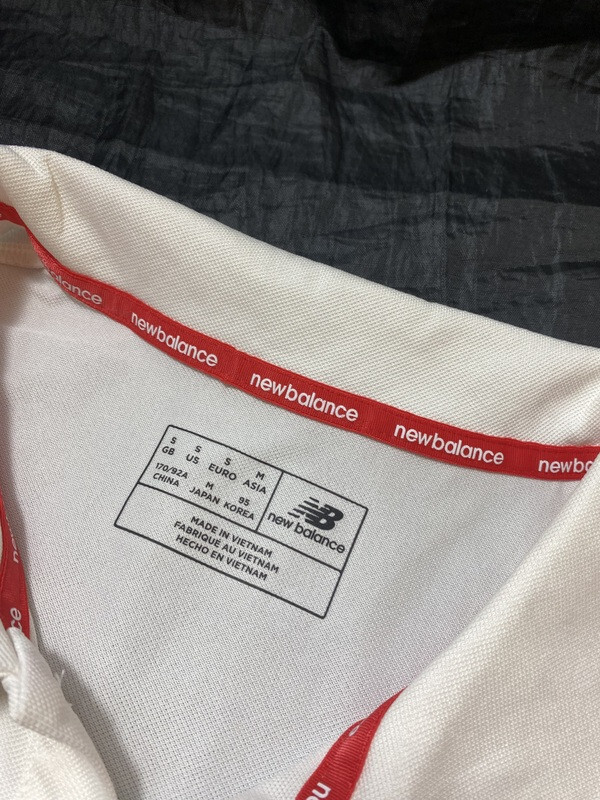 newbalance
newbalance
newbalance
newbalance
S S S M
GB US EURO ASIA
170/92A M 95
CHINA JAPAN KOREA
NB
new balance
MADE IN VIETNAM
FABRIQUÉ AU VIETNAM
HECHO EN VIETNAM